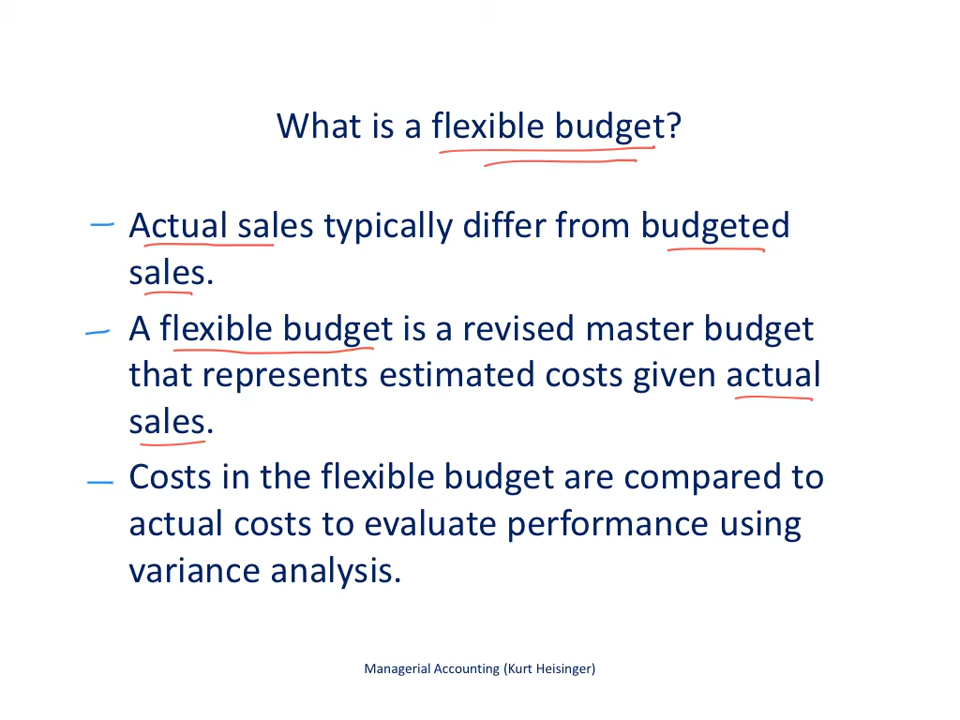 What is a flexible budget?
Actual sales typically differ from budgeted
sales.
A flexible budget is a revised master budget
that represents estimated costs given actual
sales.
Costs in the flexible budget are compared to
actual costs to evaluate performance using
variance analysis.
Managerial Accounting (Kurt Heisinger)